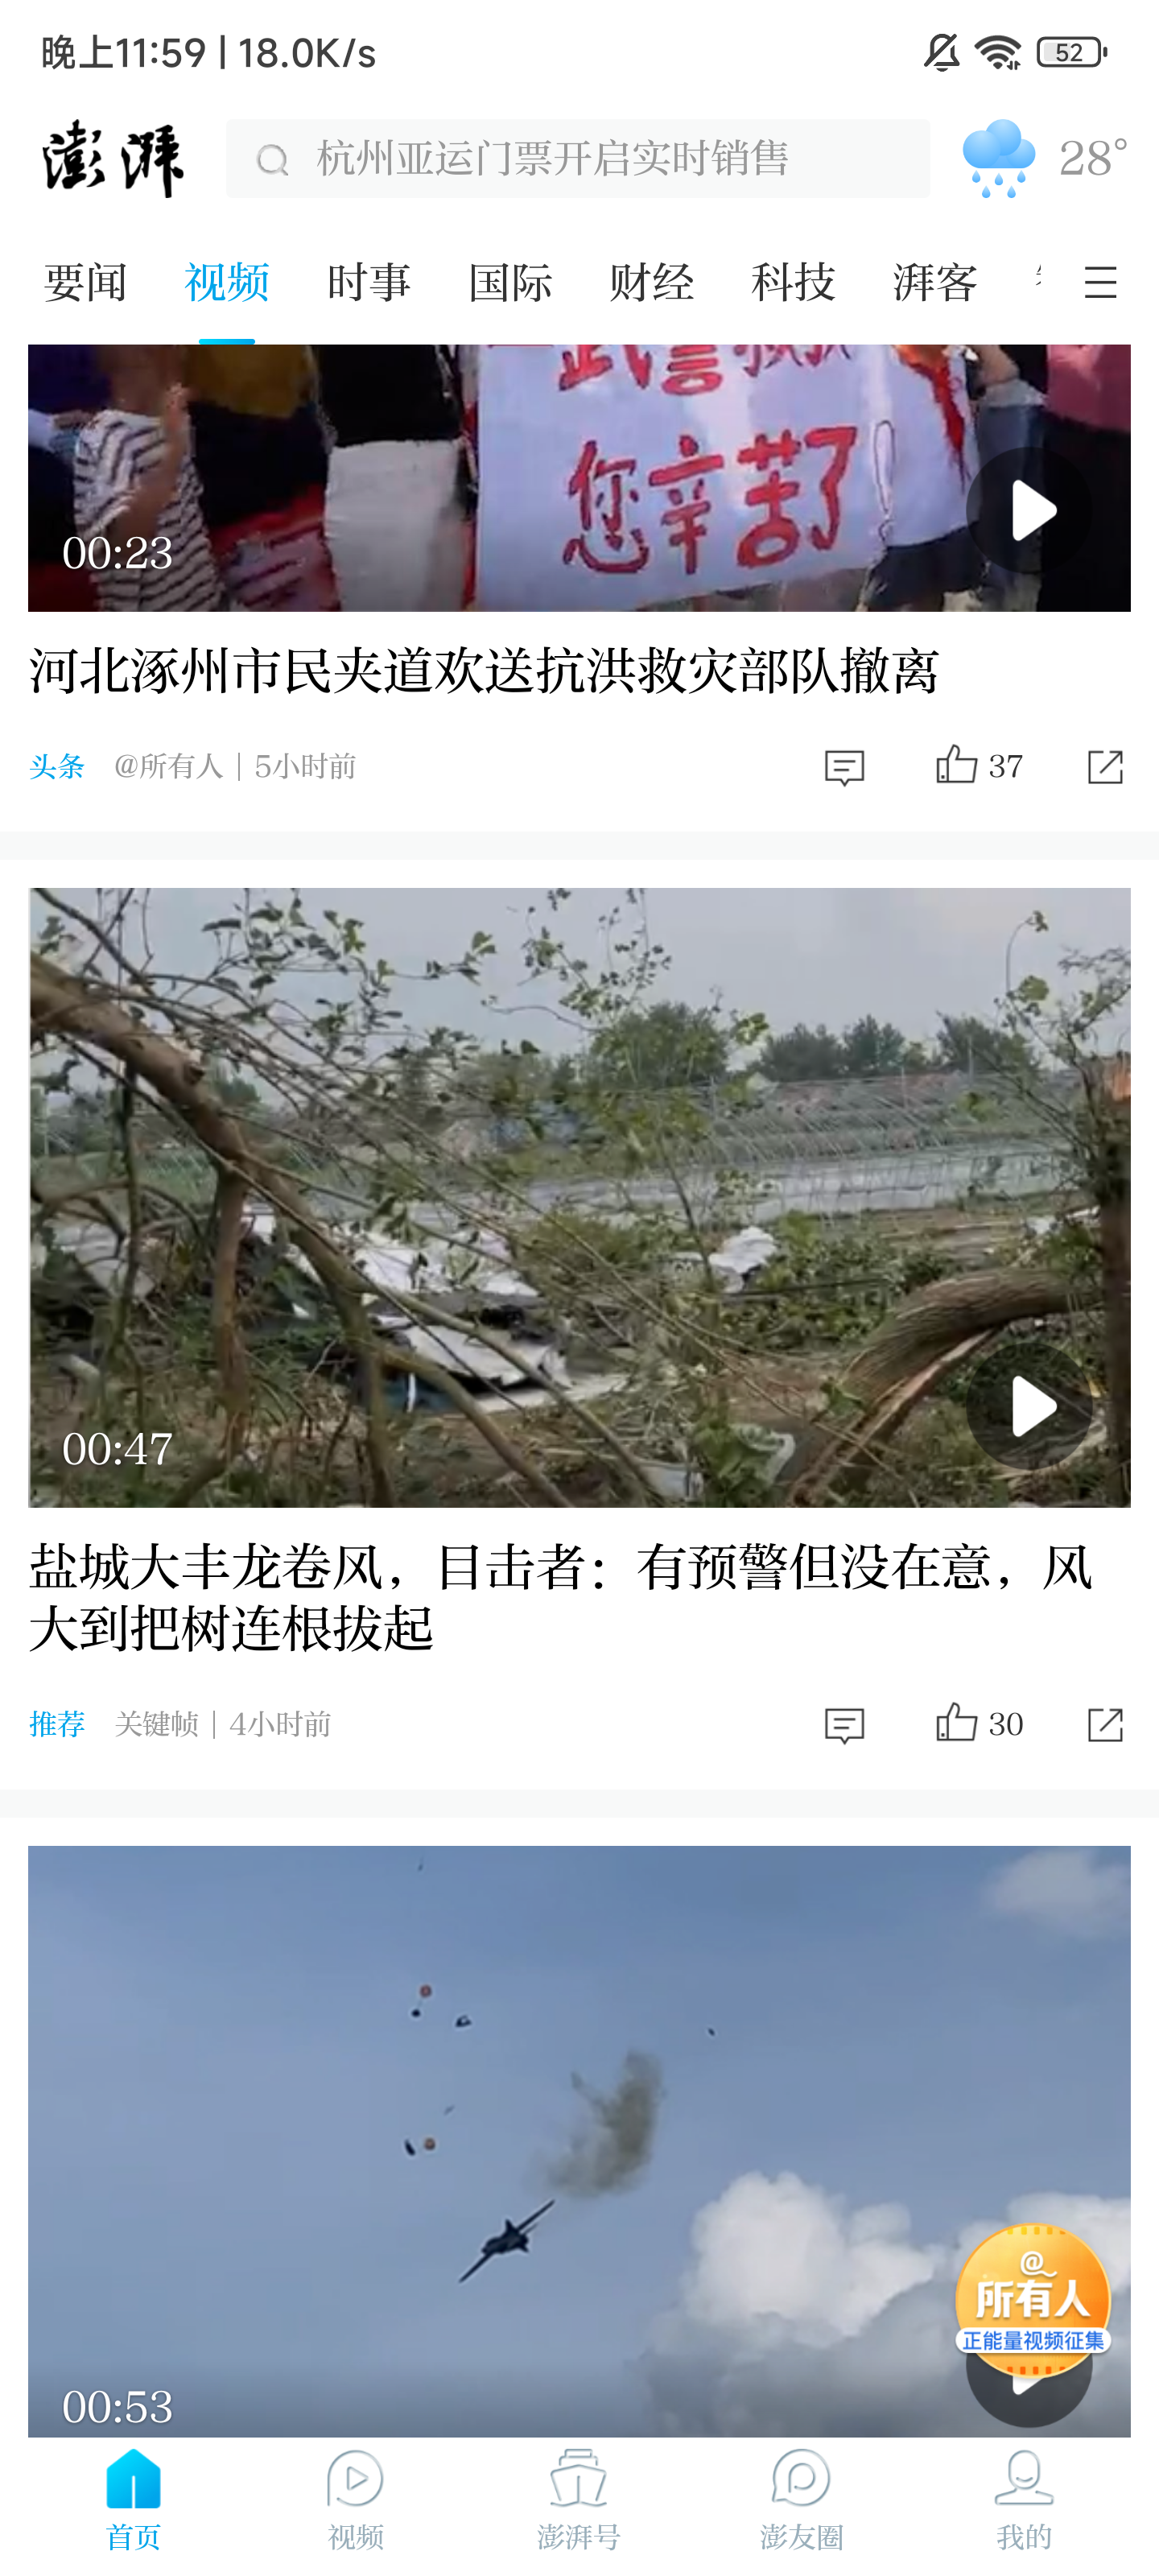 晚上11:59 | 18.0K/s
52
澎湃
杭州亚运门票开启实时销售
28°
要闻 视频 时事 国际 财经 科技 湃客
您辛苦了
00:23
河北涿州市民夹道欢送抗洪救灾部队撤离
头条 @所有人 | 5小时前 37
00:47
盐城大丰龙卷风，目击者：有预警但没在意，风
大到把树连根拔起
推荐 关键帧 | 4小时前 30
@
所有人
正能量视频征集
00:53
首页 视频 澎湃号 澎友圈 我的